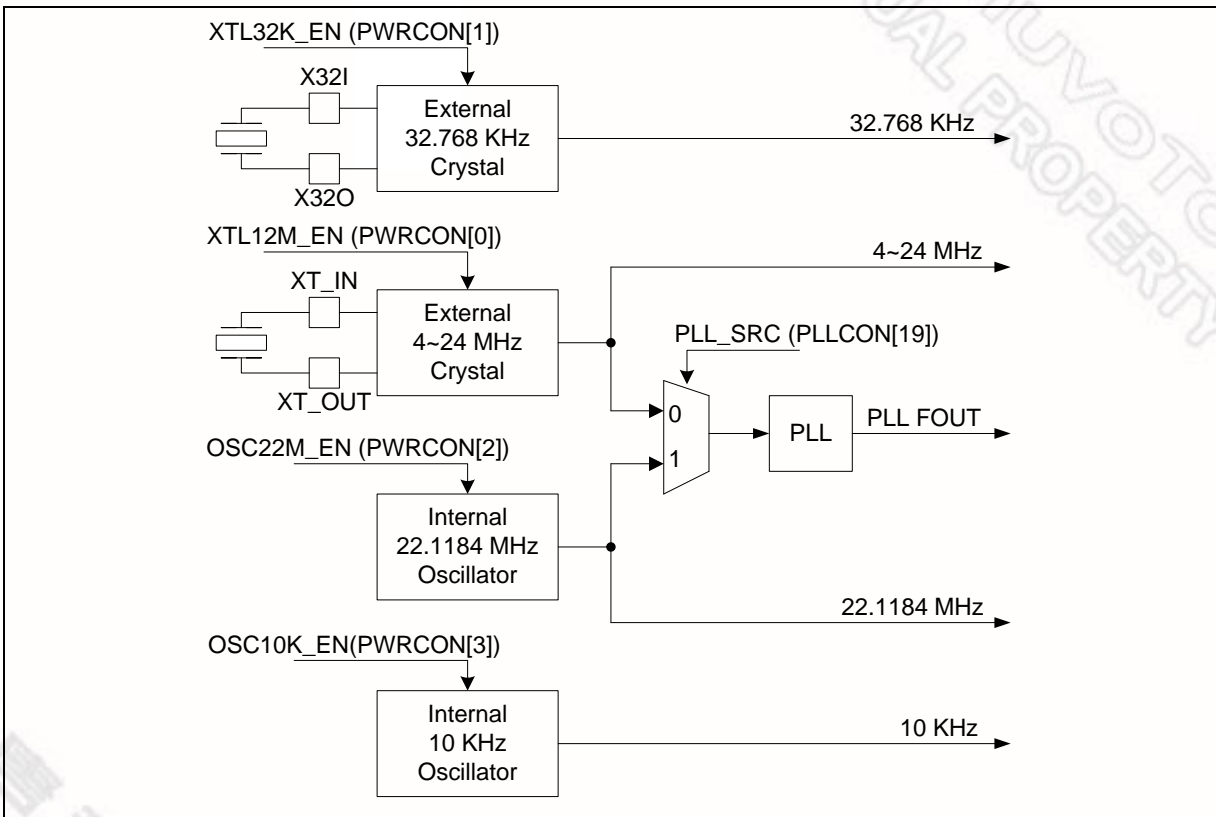 XTL32K_EN (PWRCON[1])
X32I
External
32.768 KHz
Crystal
32.768 KHz
X32O
XTL12M_EN (PWRCON[0])
4~24 MHz
XT_IN
External
4~24 MHz
Crystal
PLL_SRC (PLLCON[19])
XT_OUT
0
1
PLL
PLL FOUT
OSC22M_EN (PWRCON[2])
Internal
22.1184 MHz
Oscillator
22.1184 MHz
OSC10K_EN(PWRCON[3])
Internal
10 KHz
Oscillator
10 KHz
PROPERTY